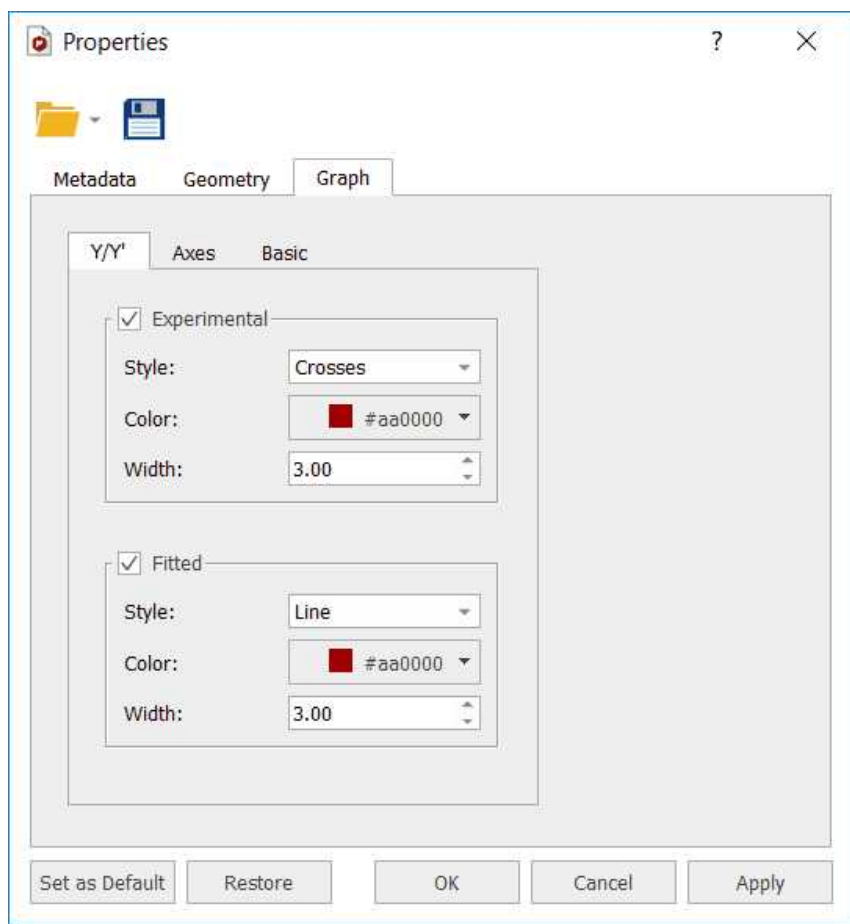 Properties ?
Metadata Geometry Graph
Y/Y' Axes Basic
Experimental
Style: Crosses
Color: #aa0000
Width: 3.00
Fitted
Style: Line
Color: #aa0000
Width: 3.00
Set as Default Restore OK Cancel Apply